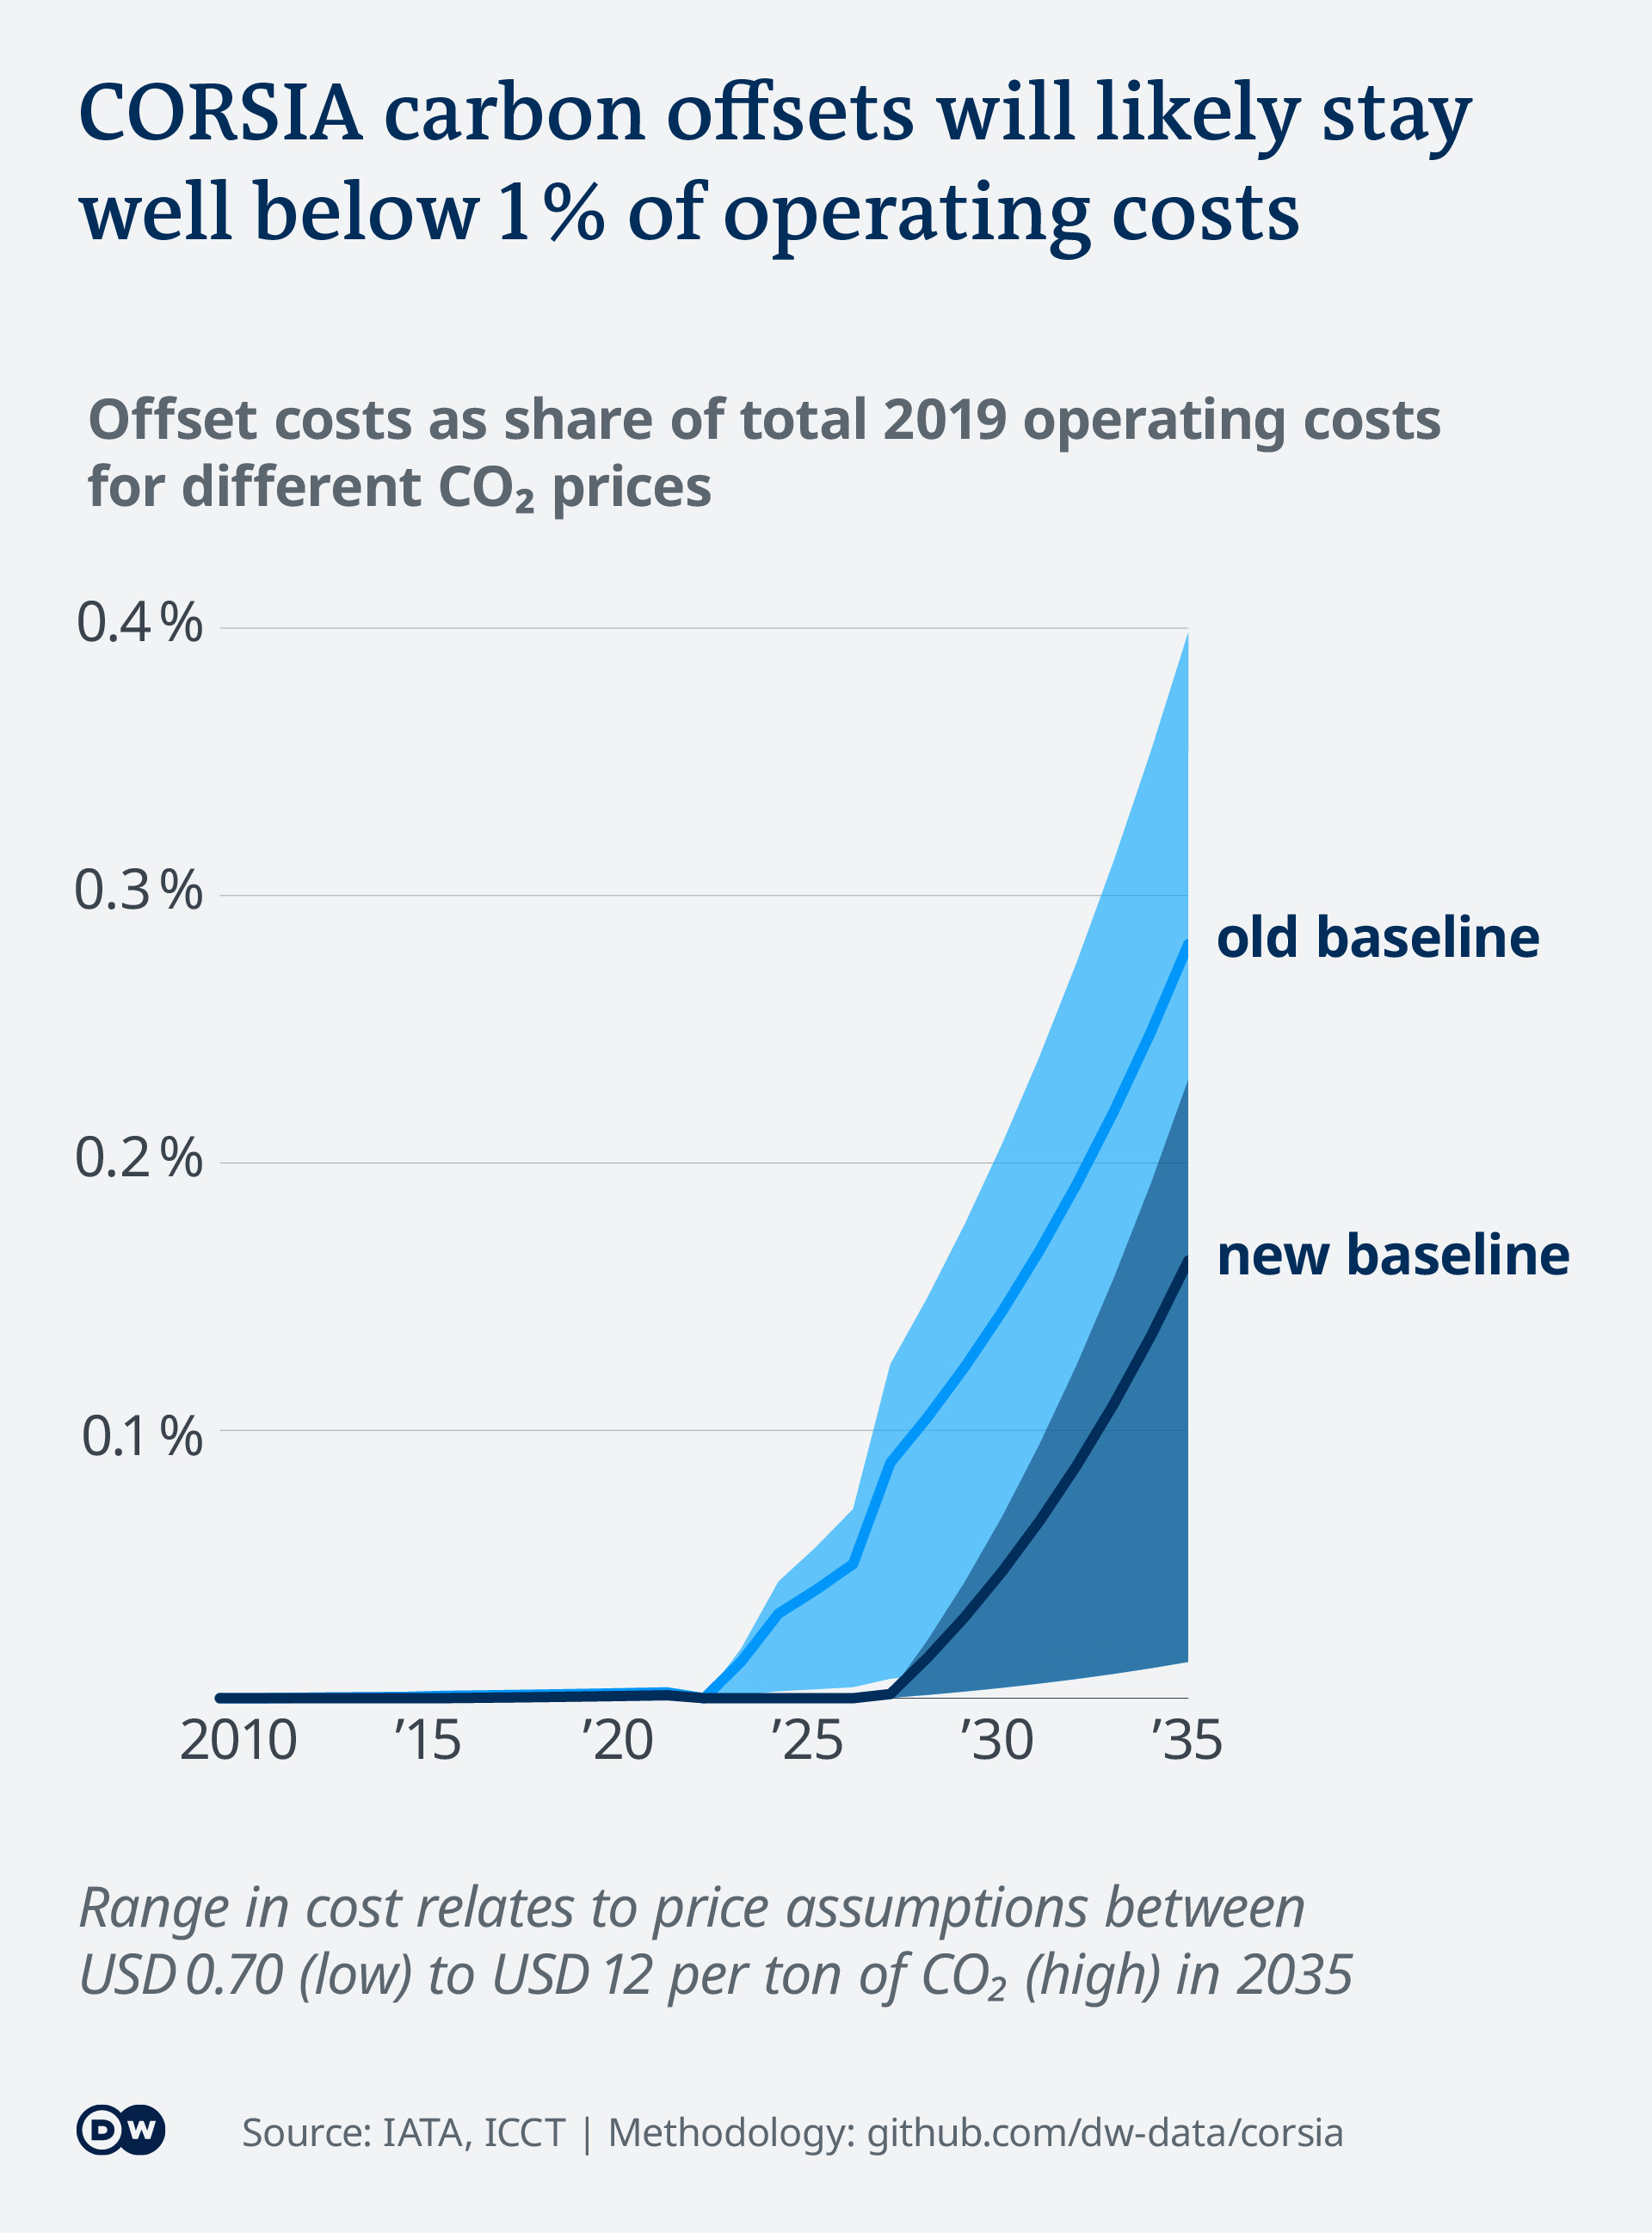 CORSIA carbon offsets will likely stay
well below 1% of operating costs
Offset costs as share of total 2019 operating costs
for different CO₂ prices
0.4%
0.3%
old baseline
0.2%
new baseline
0.1%
2010 ’15 ’20 ’25 ’30 ’35
Range in cost relates to price assumptions between
USD 0.70 (low) to USD 12 per ton of CO₂ (high) in 2035
DW Source: IATA, ICCT | Methodology: github.com/dw-data/corsia